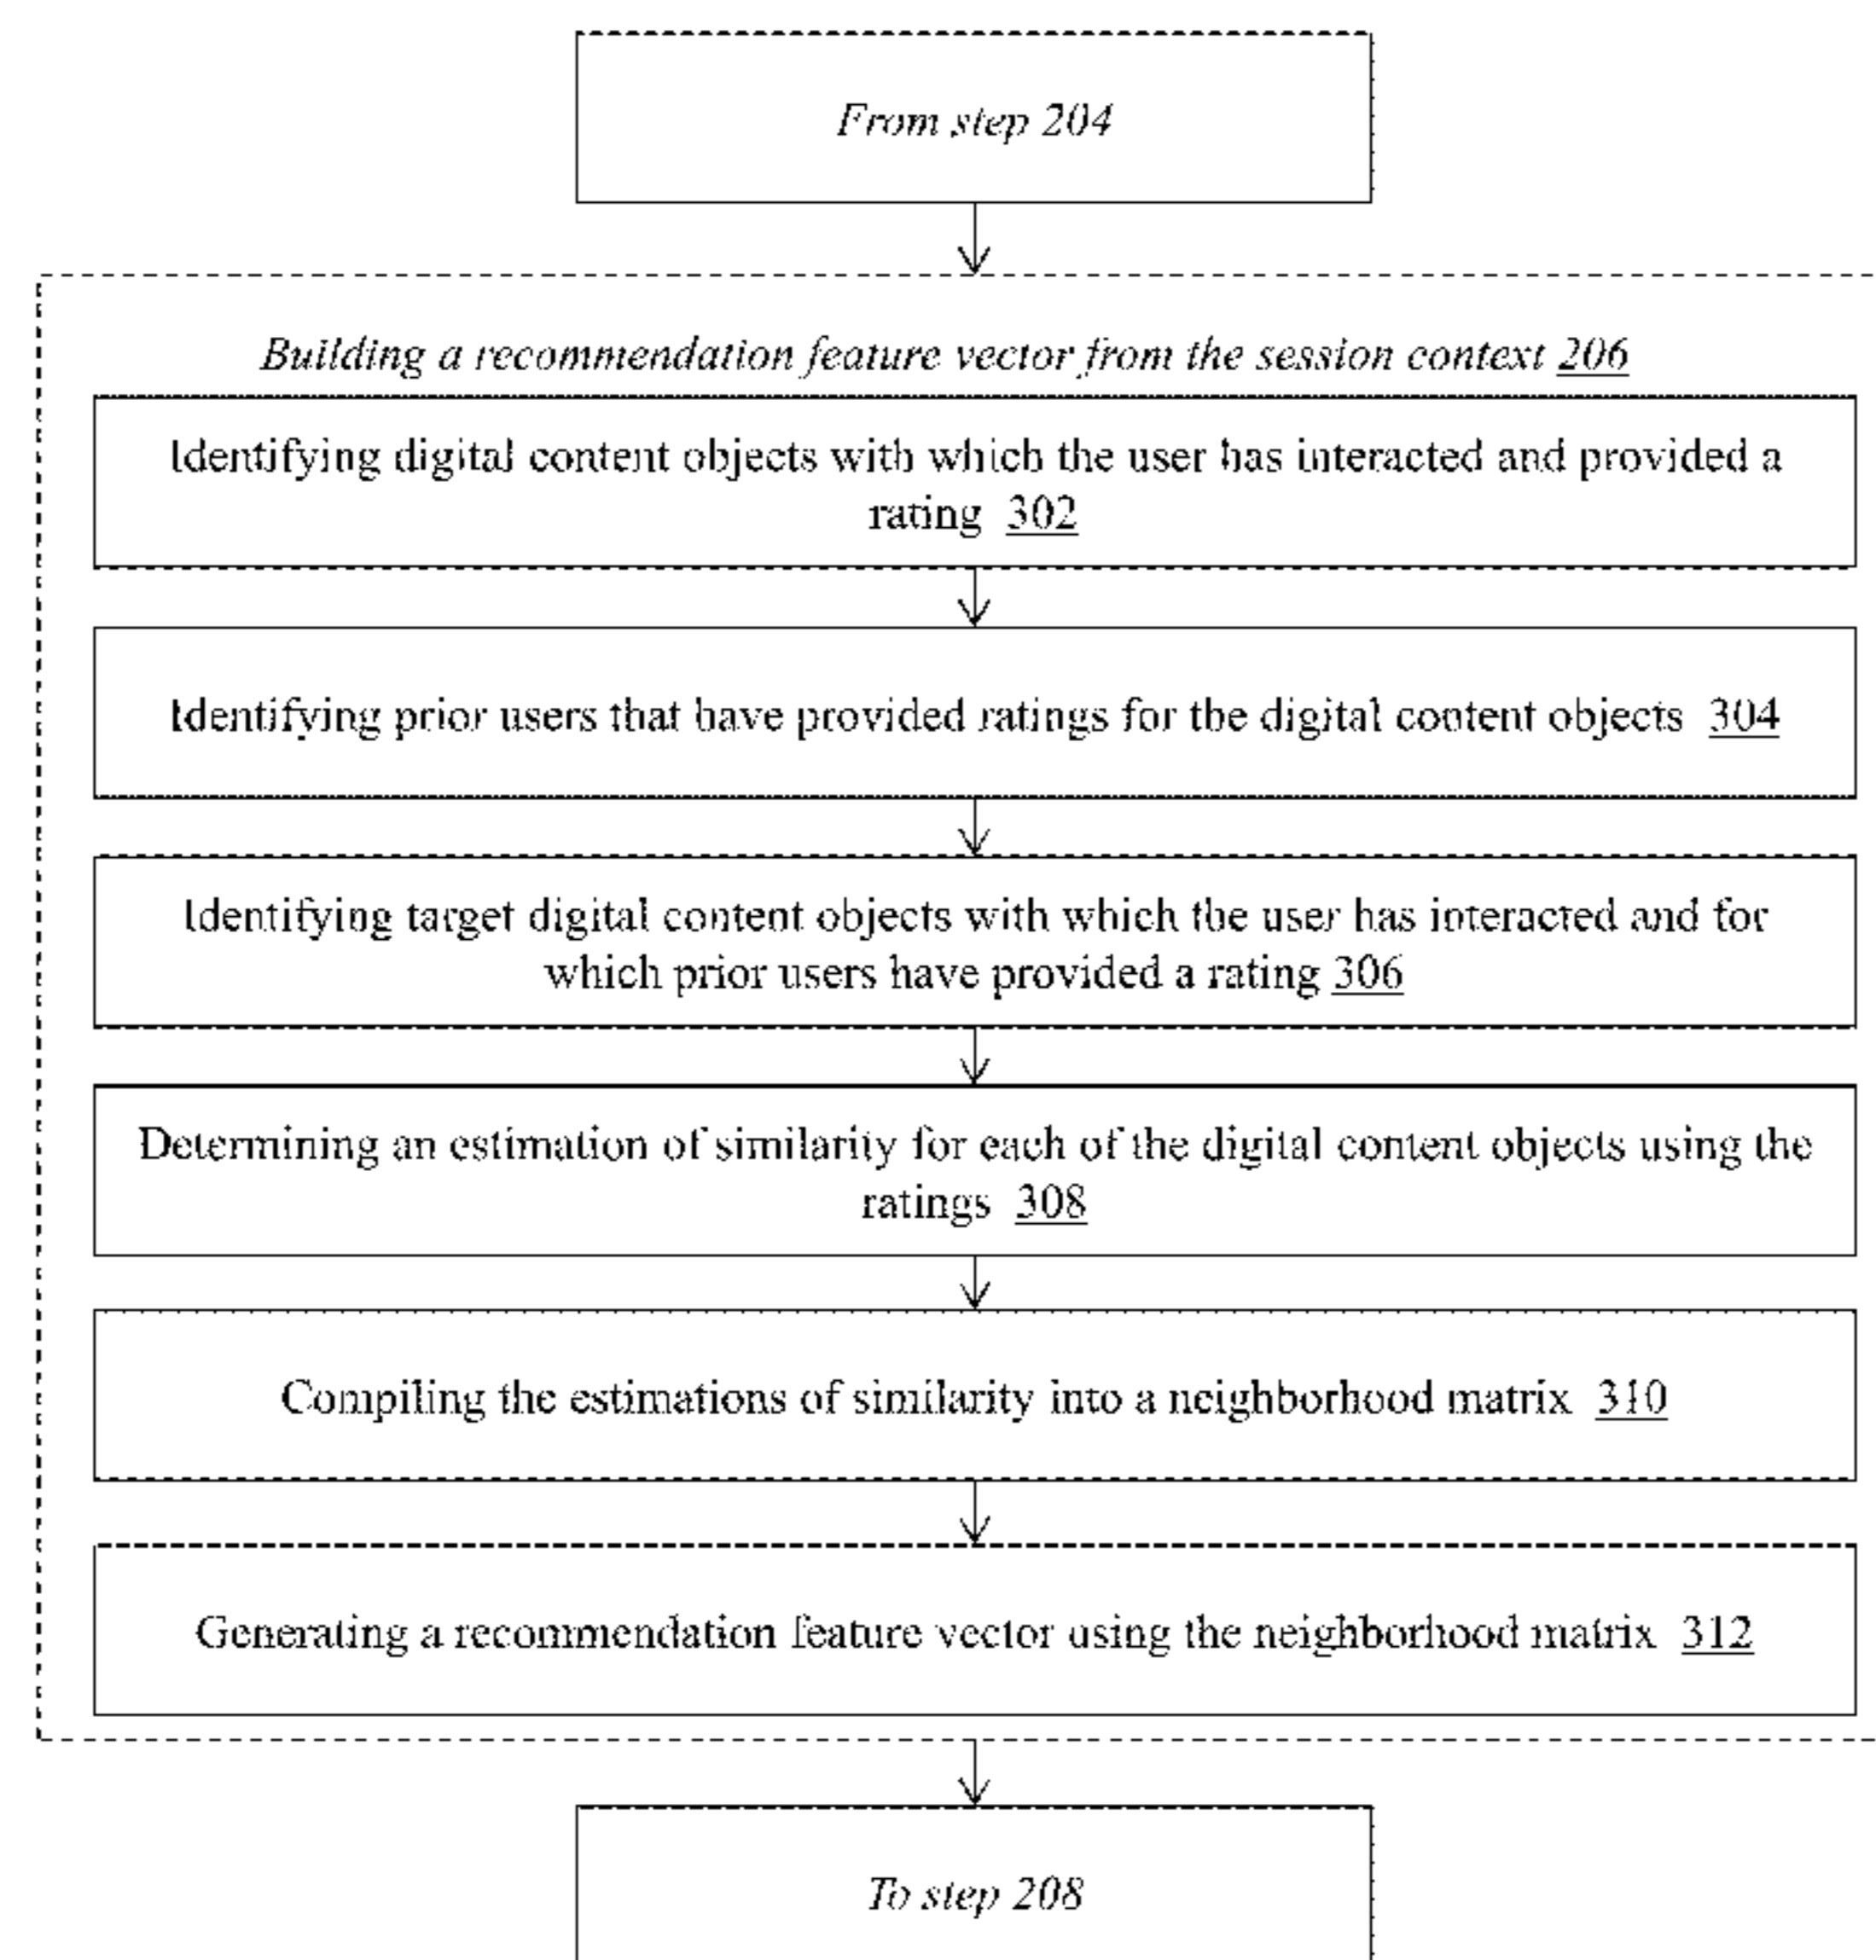 From step 204
Building a recommendation feature vector from the session context 206
Identifying digital content objects with which the user has interacted and provided a
rating 302
Identifying prior users that have provided ratings for the digital content objects 304
Identifying target digital content objects with which the user has interacted and for
which prior users have provided a rating 306
Determining an estimation of similarity for each of the digital content objects using the
ratings 308
Compiling the estimations of similarity into a neighborhood matrix 310
Generating a recommendation feature vector using the neighborhood matrix 312
To step 208